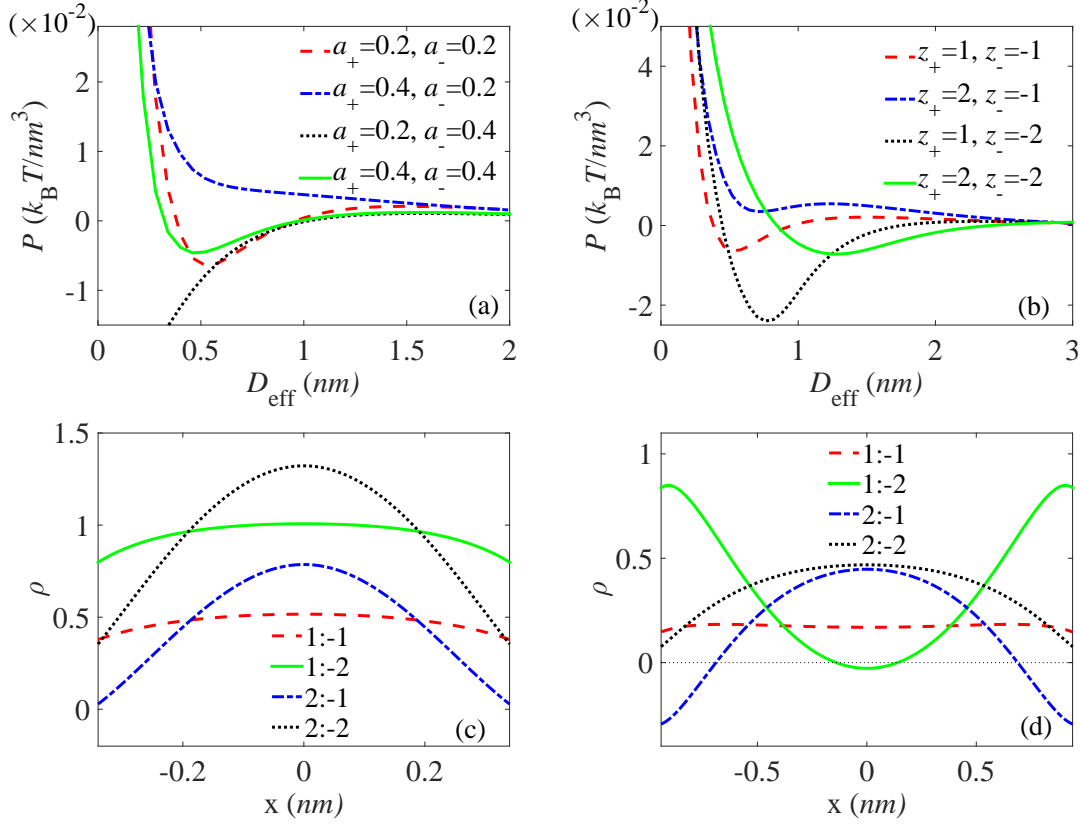 (×10⁻²)
a₊=0.2, a₋=0.2
a₊=0.4, a₋=0.2
a₊=0.2, a₋=0.4
a₊=0.4, a₋=0.4
2
1
0
-1
P (k_B T/nm³)
(a)
0 0.5 1 1.5 2
D_eff (nm)
(×10⁻²)
z₊=1, z₋=-1
z₊=2, z₋=-1
z₊=1, z₋=-2
z₊=2, z₋=-2
4
2
0
-2
P (k_B T/nm³)
(b)
0 1 2 3
D_eff (nm)
1.5
1
0.5
0
ρ
1:-1
1:-2
2:-1
2:-2
(c)
-0.2 0 0.2
x (nm)
1
0.5
0
ρ
1:-1
1:-2
2:-1
2:-2
(d)
-0.5 0 0.5
x (nm)